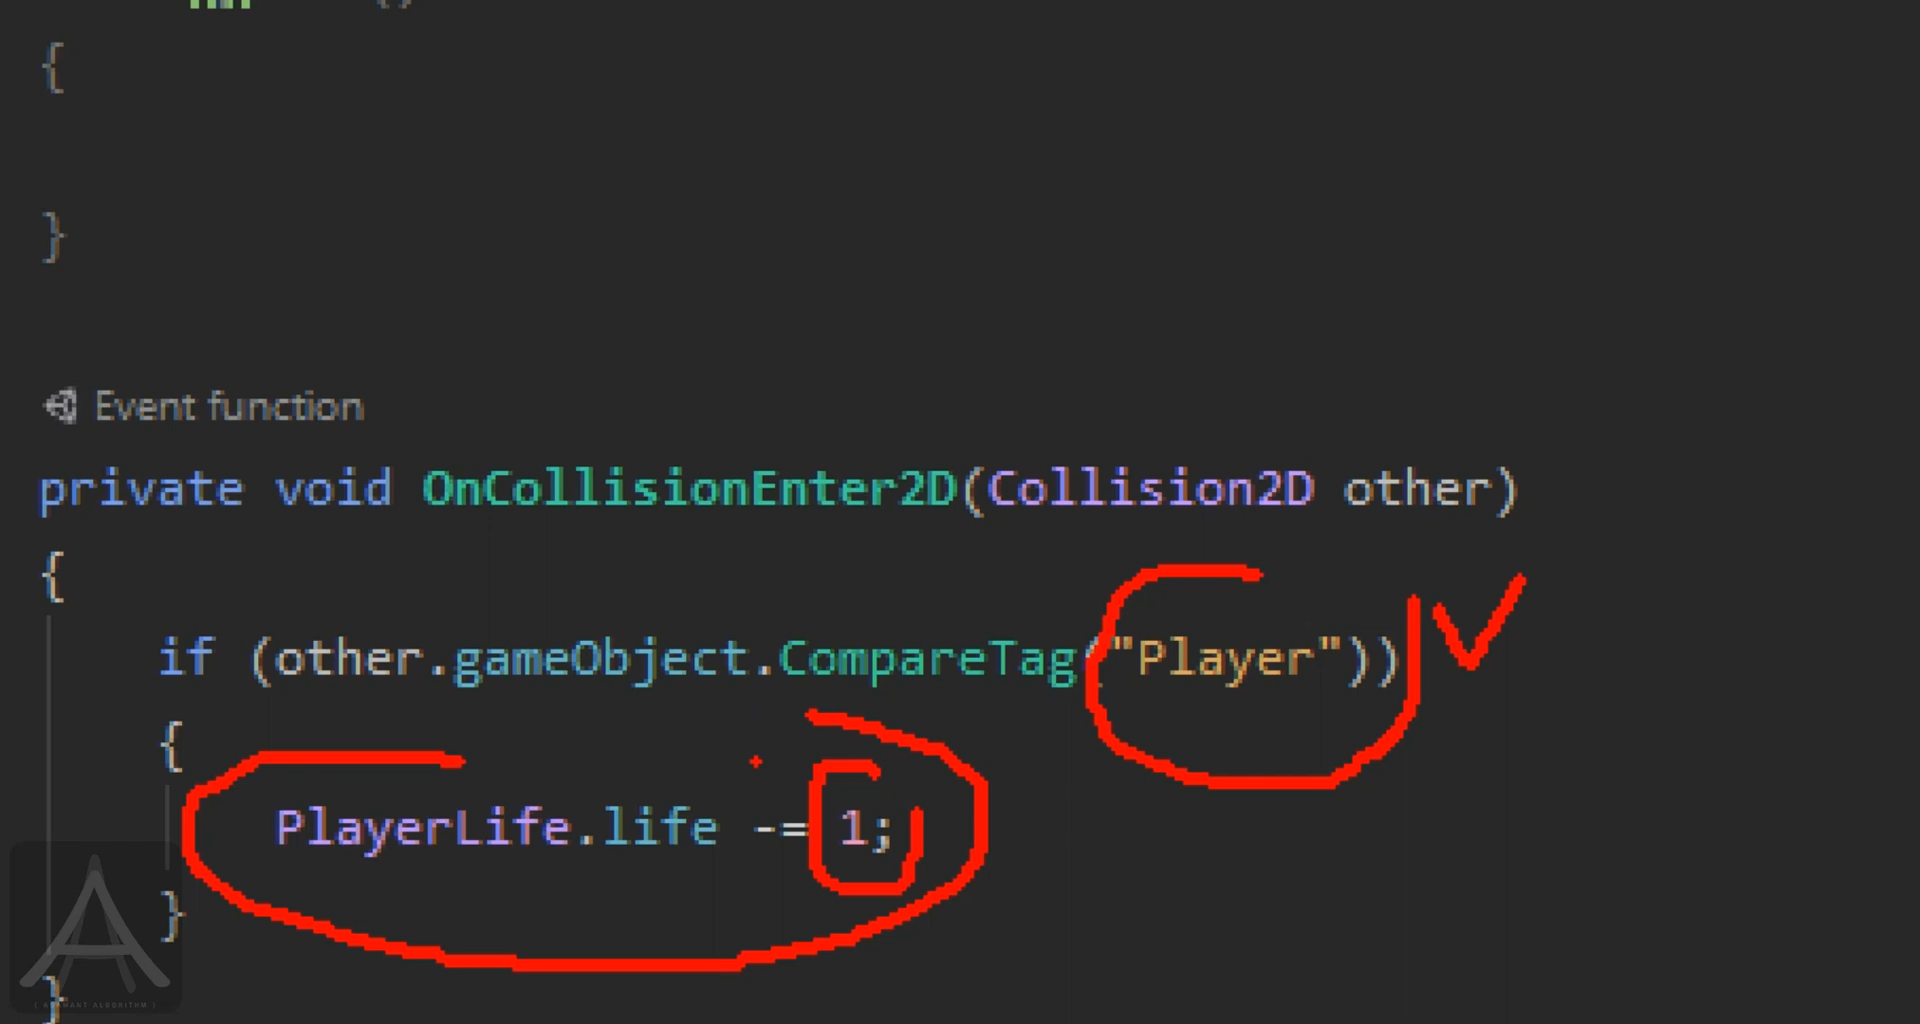 {
}
Event function
private void OnCollisionEnter2D(Collision2D other)
{
if (other.gameObject.CompareTag("Player"))
{
PlayerLife.life -= 1;
}
}